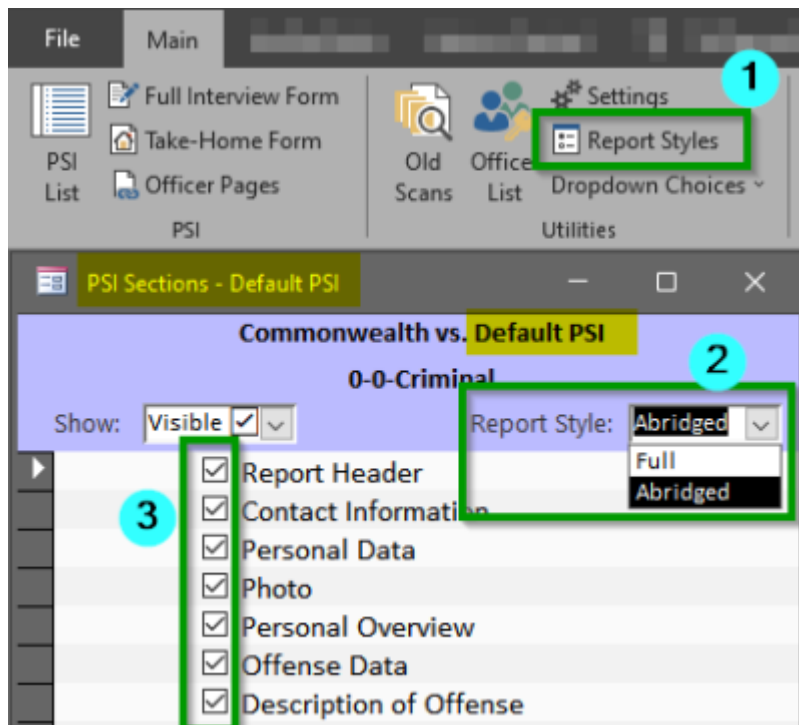 File Main
1
Full Interview Form
Settings
Take-Home Form
Report Styles
PSI List
Officer Pages
Old Scans
Office List
Dropdown Choices
PSI
Utilities
PSI Sections - Default PSI
Commonwealth vs. Default PSI
2
0-0-Criminal
Show: Visible
Report Style: Abridged
Full
Abridged
3
Report Header
Contact Information
Personal Data
Photo
Personal Overview
Offense Data
Description of Offense